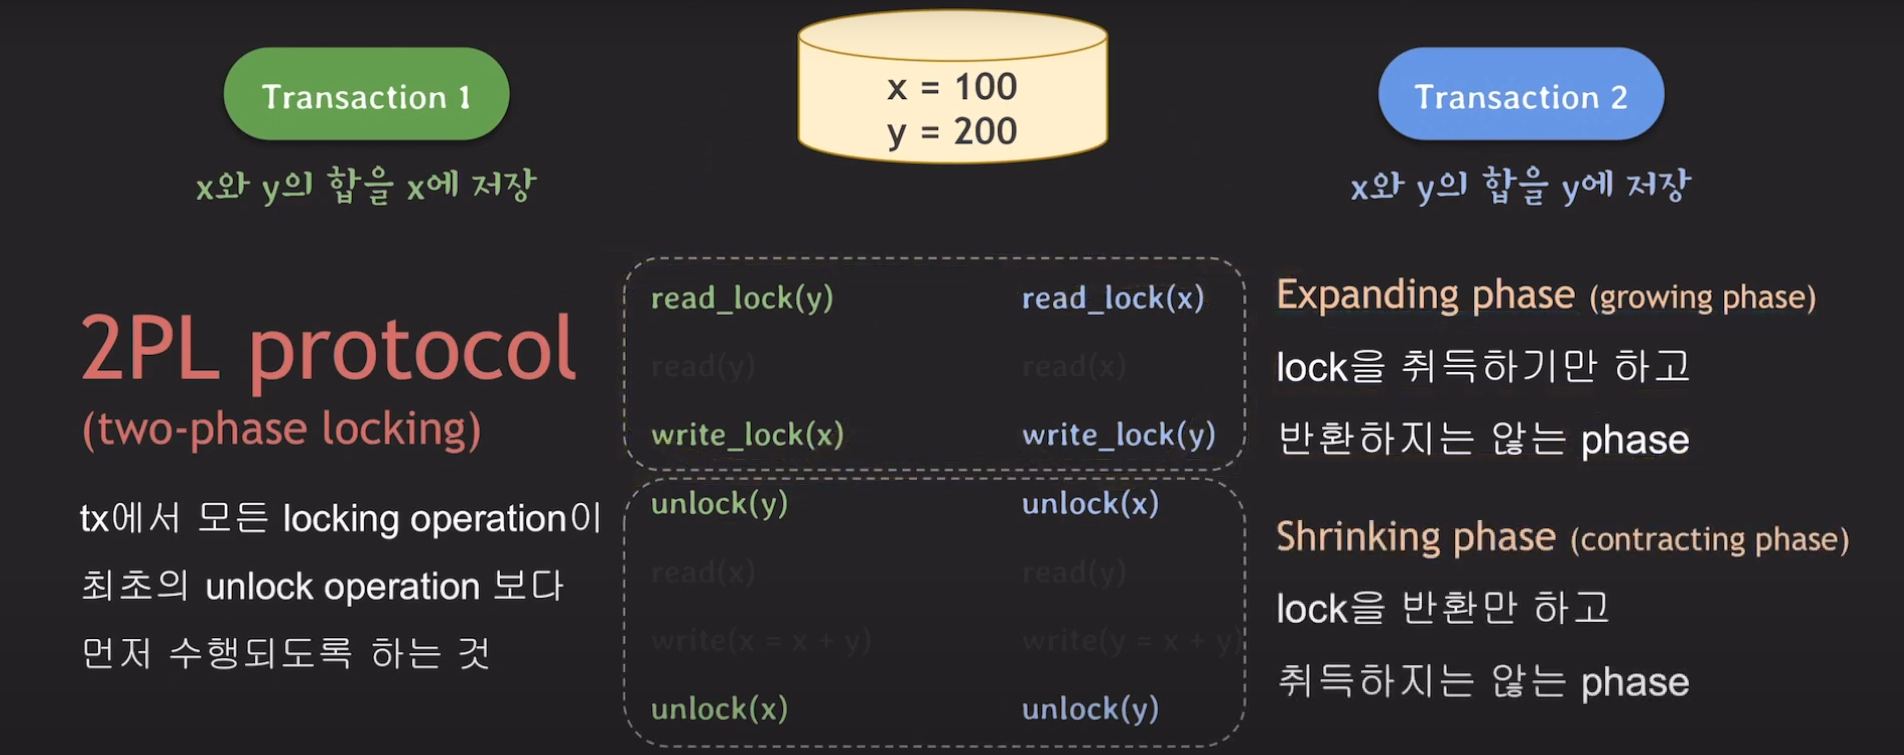 Transaction 1
x와 y의 합을 x에 저장
x = 100
y = 200
Transaction 2
x와 y의 합을 y에 저장
2PL protocol
(two-phase locking)
tx에서 모든 locking operation이
최초의 unlock operation 보다
먼저 수행되도록 하는 것
read_lock(y)
read(y)
write_lock(x)
unlock(y)
read(x)
write(x = x + y)
unlock(x)
read_lock(x)
read(x)
write_lock(y)
unlock(x)
read(y)
write(y = x + y)
unlock(y)
Expanding phase (growing phase)
lock을 취득하기만 하고
반환하지는 않는 phase
Shrinking phase (contracting phase)
lock을 반환만 하고
취득하지는 않는 phase